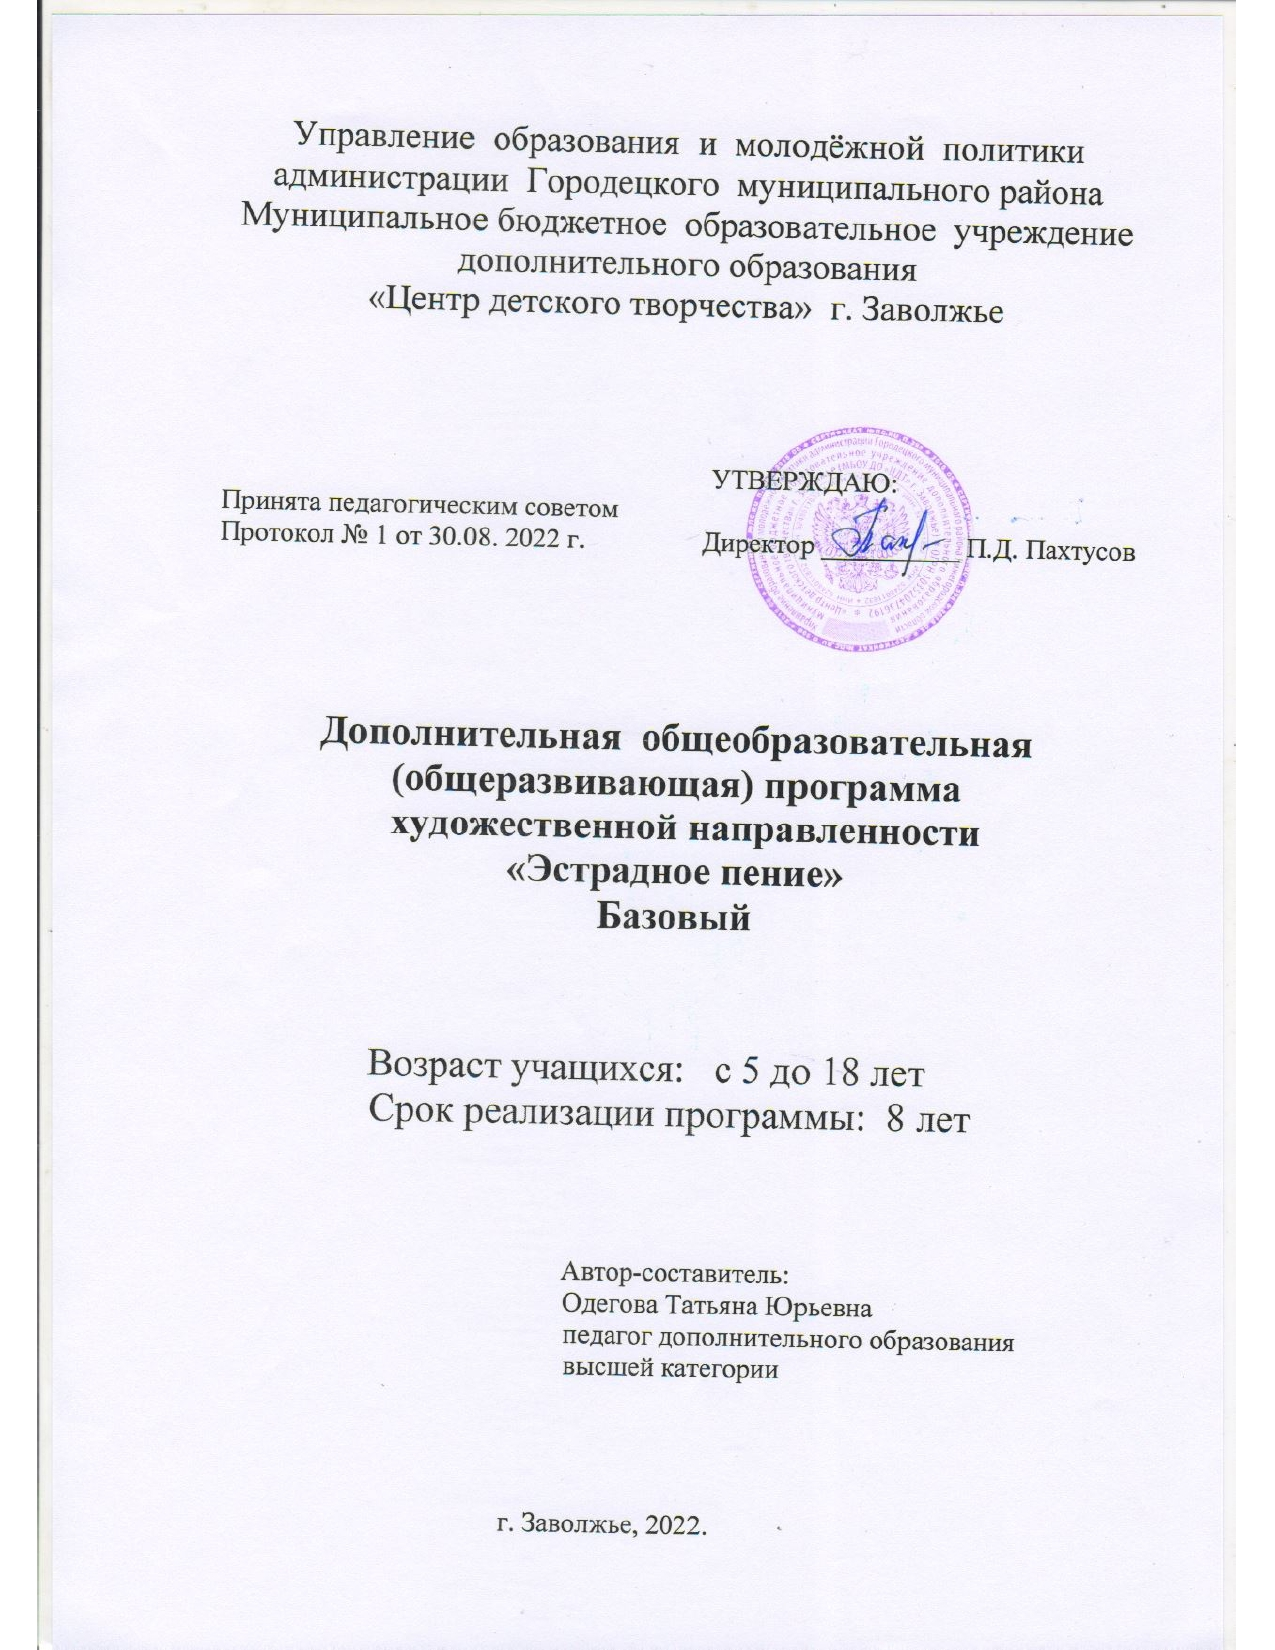 Управление образования и молодёжной политики
администрации Городецкого муниципального района
Муниципальное бюджетное образовательное учреждение
дополнительного образования
«Центр детского творчества» г. Заволжье
Принята педагогическим советом
Протокол № 1 от 30.08. 2022 г.
УТВЕРЖДАЮ:
Директор __________ П.Д. Пахтусов
Дополнительная общеобразовательная
(общеразвивающая) программа
художественной направленности
«Эстрадное пение»
Базовый
Возраст учащихся: с 5 до 18 лет
Срок реализации программы: 8 лет
Автор-составитель:
Одегова Татьяна Юрьевна
педагог дополнительного образования
высшей категории
г. Заволжье, 2022.